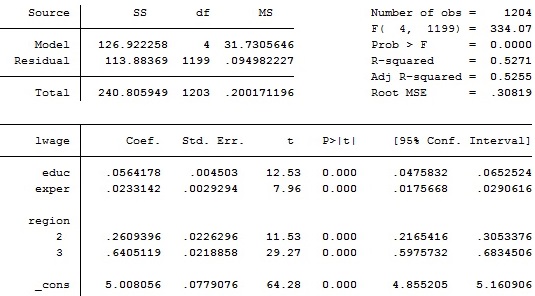 Source SS df MS Number of obs = 1204
F( 4, 1199) = 334.07
Model 126.922258 4 31.7305646 Prob > F = 0.0000
Residual 113.88369 1199 .094982227 R-squared = 0.5271
Adj R-squared = 0.5255
Total 240.805949 1203 .200171196 Root MSE = .30819
lwage Coef. Std. Err. t P>|t| [95% Conf. Interval]
educ .0564178 .004503 12.53 0.000 .0475832 .0652524
exper .0233142 .0029294 7.96 0.000 .0175668 .0290616
region
2 .2609396 .0226296 11.53 0.000 .2165416 .3053376
3 .6405119 .0218858 29.27 0.000 .5975732 .6834506
_cons 5.008056 .0779076 64.28 0.000 4.855205 5.160906